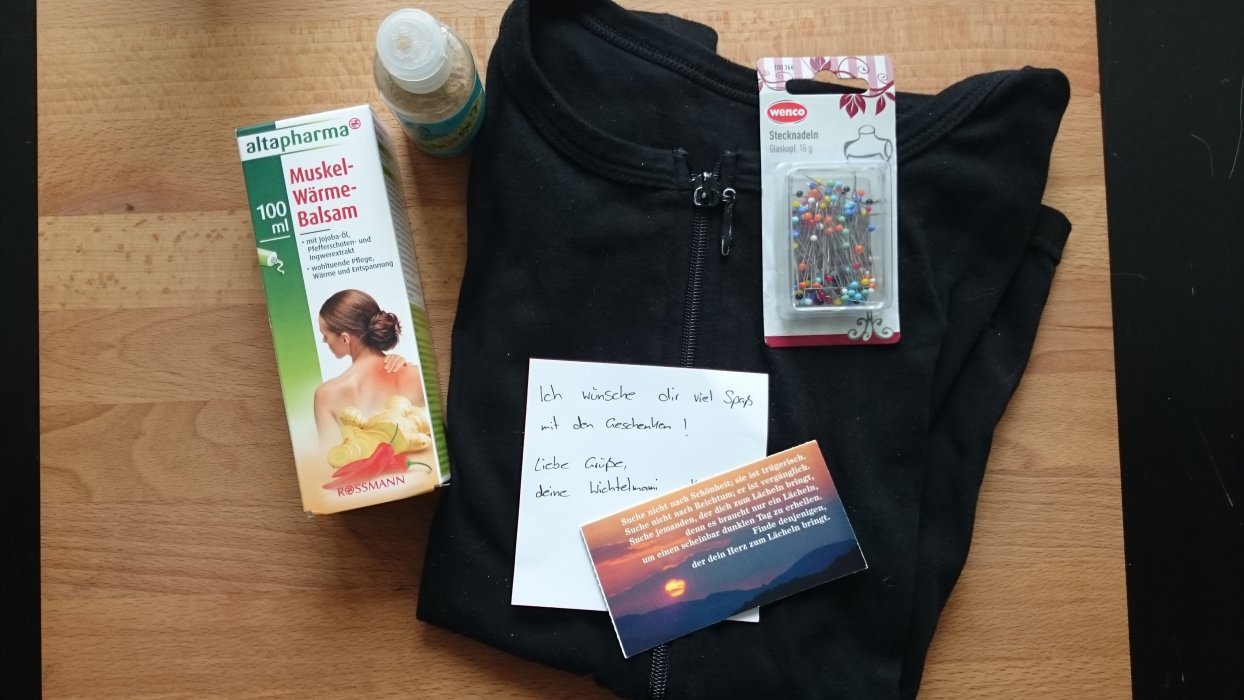 altapharma
Muskel-
Wärme-
Balsam
100
ml
• mit Jojoba-Öl,
Pfefferschoten- und
Ingwerextrakt
• wohltuende Pflege,
Wärme und Entspannung
ROSSMANN
100 366
wenco
Stecknadeln
Glaskopf, 15 g
Ich wünsche dir viel Spaß
mit den Geschenken!
Liebe Grüße,
deine Wichtelmami
Suche nicht nach Schönheit; sie ist trügerisch.
Suche nicht nach Reichtum; er ist vergänglich.
Suche jemanden, der dich zum Lächeln bringt,
denn es braucht nur ein Lächeln,
um einen scheinbar dunklen Tag zu erhellen.
Finde denjenigen,
der dein Herz zum Lächeln bringt.